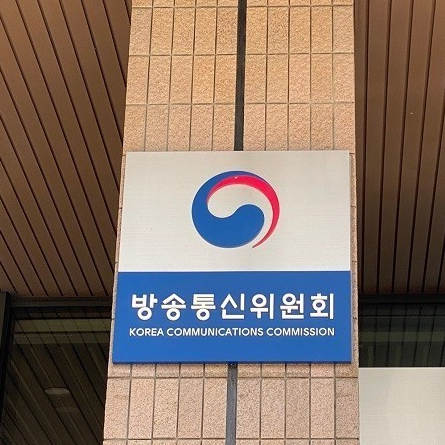 방송통신위원회
KOREA COMMUNICATIONS COMMISSION